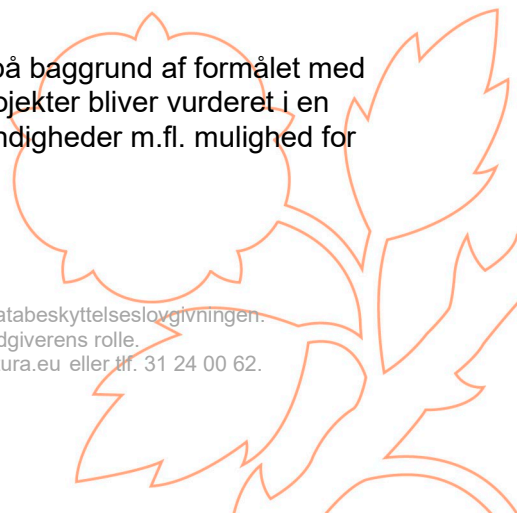 på baggrund af formålet med
ojekter bliver vurderet i en
ndigheder m.fl. mulighed for
atabeskyttelseslovgivningen.
dgiverens rolle.
ura.eu eller tlf. 31 24 00 62.